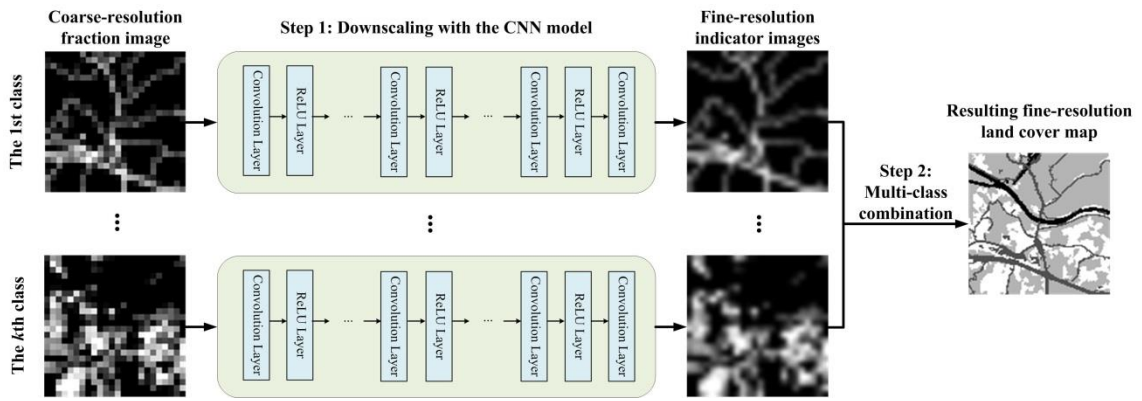 Coarse-resolution
fraction image
Step 1: Downscaling with the CNN model
Fine-resolution
indicator images
The 1st class
Convolution Layer
ReLU Layer
...
Convolution Layer
ReLU Layer
...
Convolution Layer
ReLU Layer
Convolution Layer
Resulting fine-resolution
land cover map
Step 2:
Multi-class
combination
...
...
...
The kth class
Convolution Layer
ReLU Layer
...
Convolution Layer
ReLU Layer
...
Convolution Layer
ReLU Layer
Convolution Layer